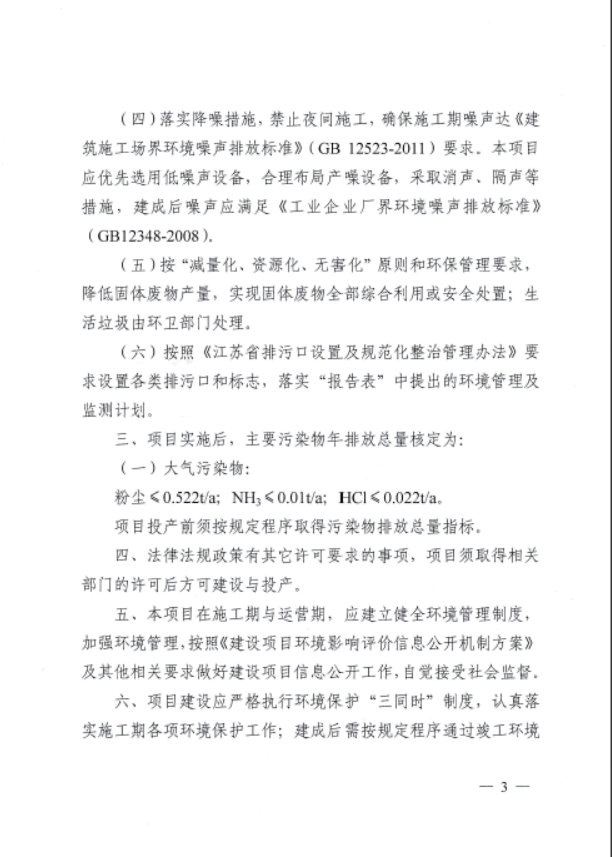 （四）落实降噪措施，禁止夜间施工，确保施工期噪声达《建
筑施工场界环境噪声排放标准》（GB 12523-2011）要求。本项目
应优先选用低噪声设备，合理布局产噪设备，采取消声、隔声等
措施，建成后噪声应满足《工业企业厂界环境噪声排放标准》
（GB12348-2008）。
（五）按“减量化、资源化、无害化”原则和环保管理要求，
降低固体废物产量，实现固体废物全部综合利用或安全处置；生
活垃圾由环卫部门处理。
（六）按照《江苏省排污口设置及规范化整治管理办法》要
求设置各类排污口和标志，落实“报告表”中提出的环境管理及
监测计划。
三、项目实施后，主要污染物年排放总量核定为：
（一）大气污染物：
粉尘≤0.522t/a；NH₃≤0.01t/a；HCl≤0.022t/a。
项目投产前须按规定程序取得污染物排放总量指标。
四、法律法规政策有其它许可要求的事项，项目须取得相关
部门的许可后方可建设与投产。
五、本项目在施工期与运营期，应建立健全环境管理制度，
加强环境管理，按照《建设项目环境影响评价信息公开机制方案》
及其他相关要求做好建设项目信息公开工作，自觉接受社会监督。
六、项目建设应严格执行环境保护“三同时”制度，认真落
实施工期各项环境保护工作；建成后需按规定程序通过竣工环境
— 3 —